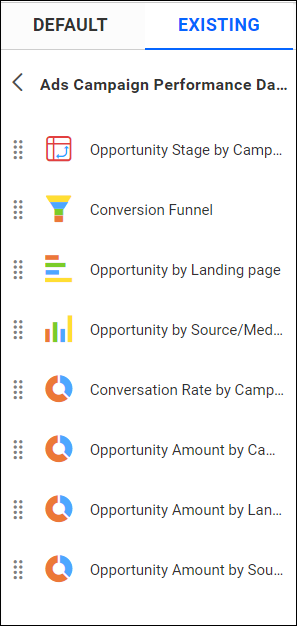 DEFAULT EXISTING
Ads Campaign Performance Da...
Opportunity Stage by Camp...
Conversion Funnel
Opportunity by Landing page
Opportunity by Source/Med...
Conversation Rate by Camp...
Opportunity Amount by Ca...
Opportunity Amount by Lan...
Opportunity Amount by Sou...